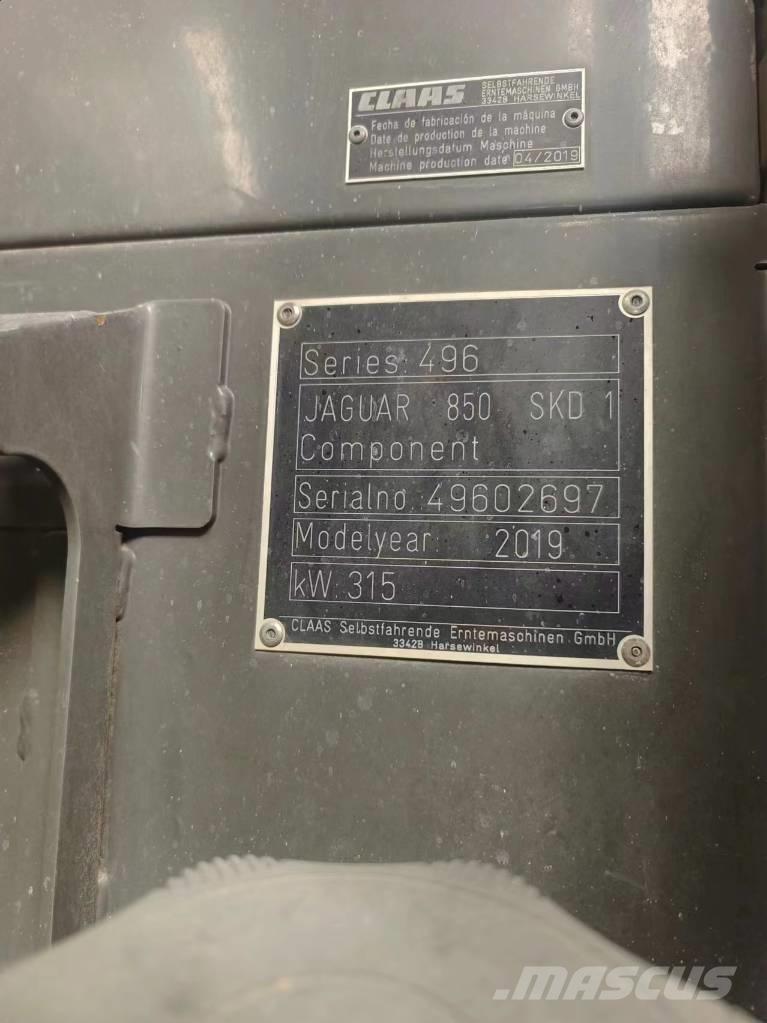 CLAAS SELBSTFAHRENDE
ERNTEMASCHINEN GMBH
33428 HARSEWINKEL
Fecha de fabricación de la máquina
Date de production de la machine
Herstellungsdatum Maschine
Machine production date 04/2019
Series: 496
JAGUAR 850 SKD 1
Component
Serialno. 49602697
Modelyear: 2019
kW: 315
CLAAS Selbstfahrende Erntemaschinen GmbH
33428 Harsewinkel
MASCUS